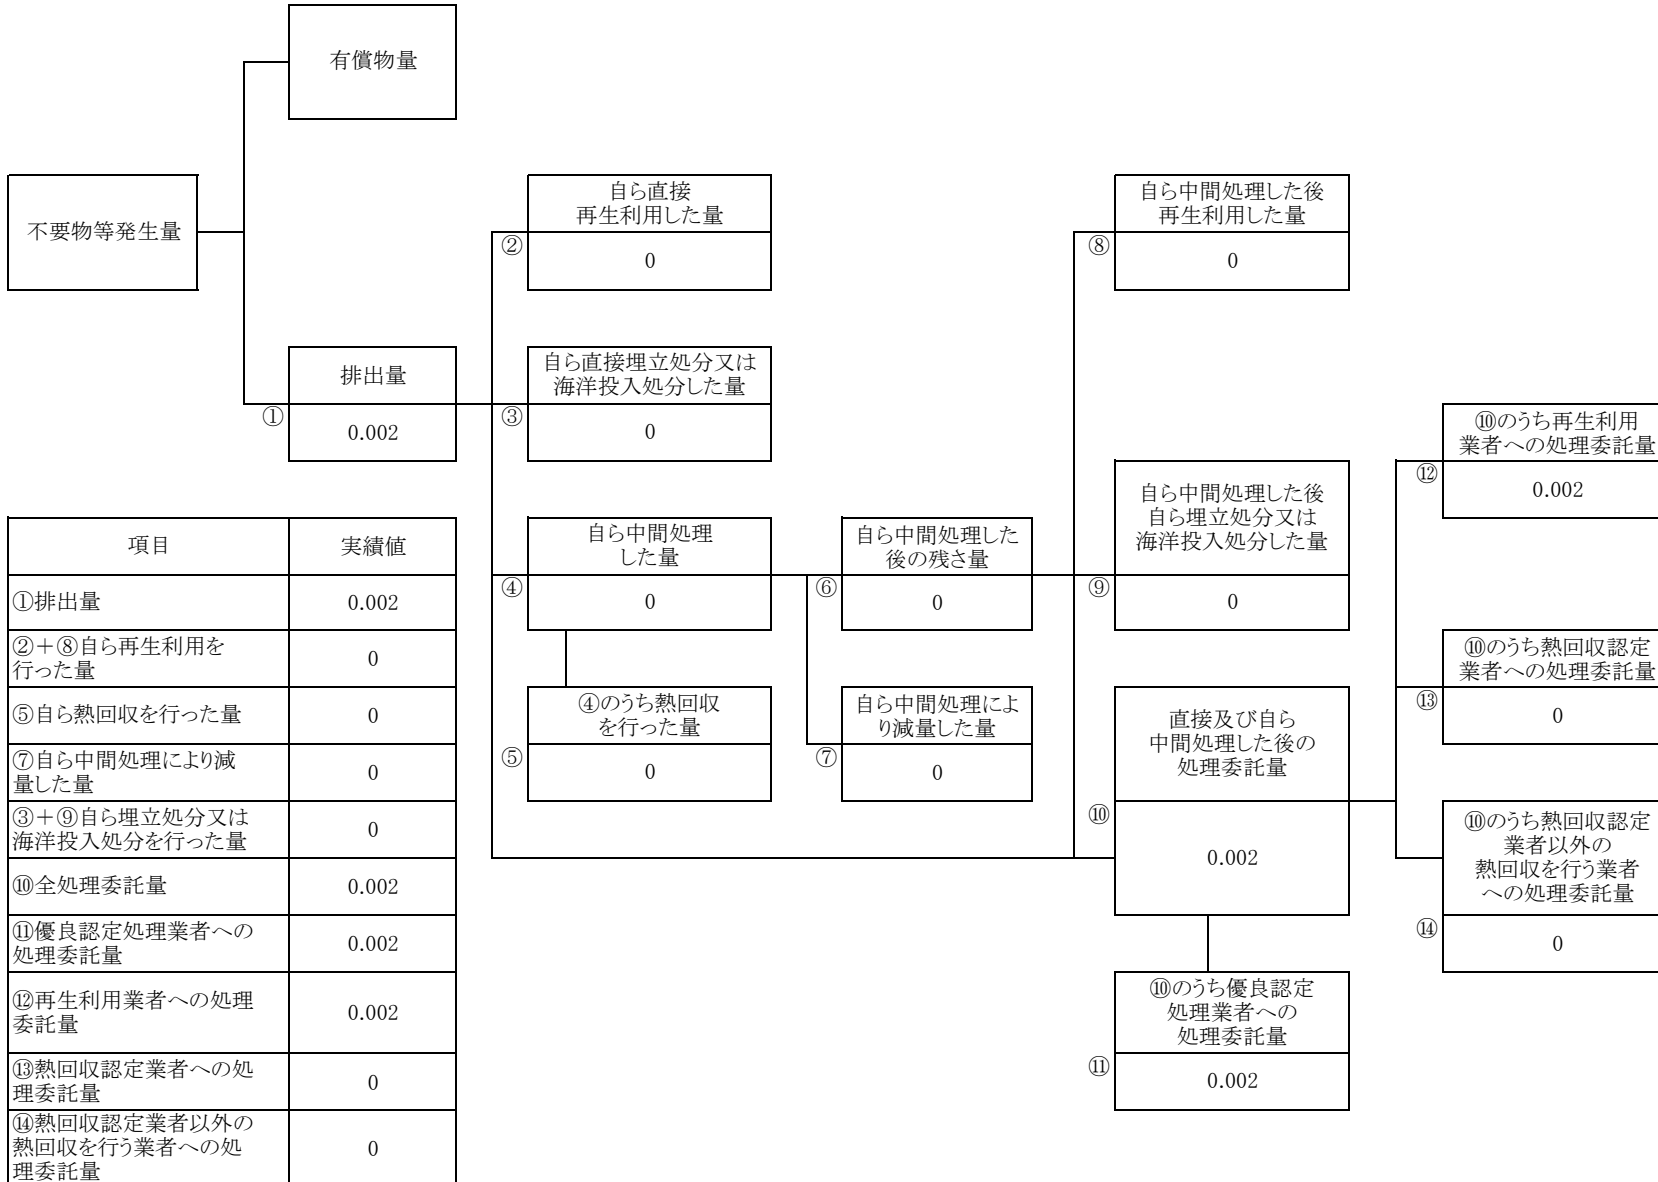 有償物量
不要物等発生量
自ら直接
再生利用した量
②
0
自ら中間処理した後
再生利用した量
⑧
0
排出量
①
0.002
自ら直接埋立処分又は
海洋投入処分した量
③
0
⑩のうち再生利用
業者への処理委託量
⑫
0.002
自ら中間処理
した量
④
0
自ら中間処理した
後の残さ量
⑥
0
自ら中間処理した後
自ら埋立処分又は
海洋投入処分した量
⑨
0
⑩のうち熱回収認定
業者への処理委託量
⑬
0
④のうち熱回収
を行った量
⑤
0
自ら中間処理によ
り減量した量
⑦
0
直接及び自ら
中間処理した後の
処理委託量
⑩
0.002
⑩のうち熱回収認定
業者以外の
熱回収を行う業者
への処理委託量
⑭
0
⑩のうち優良認定
処理業者への
処理委託量
⑪
0.002
項目 実績値
①排出量 0.002
②+⑧自ら再生利用を
行った量
0
⑤自ら熱回収を行った量 0
⑦自ら中間処理により減
量した量
0
③+⑨自ら埋立処分又は
海洋投入処分を行った量
0
⑩全処理委託量 0.002
⑪優良認定処理業者への
処理委託量
0.002
⑫再生利用業者への処理
委託量
0.002
⑬熱回収認定業者への処
理委託量
0
⑭熱回収認定業者以外の
熱回収を行う業者への処
理委託量
0